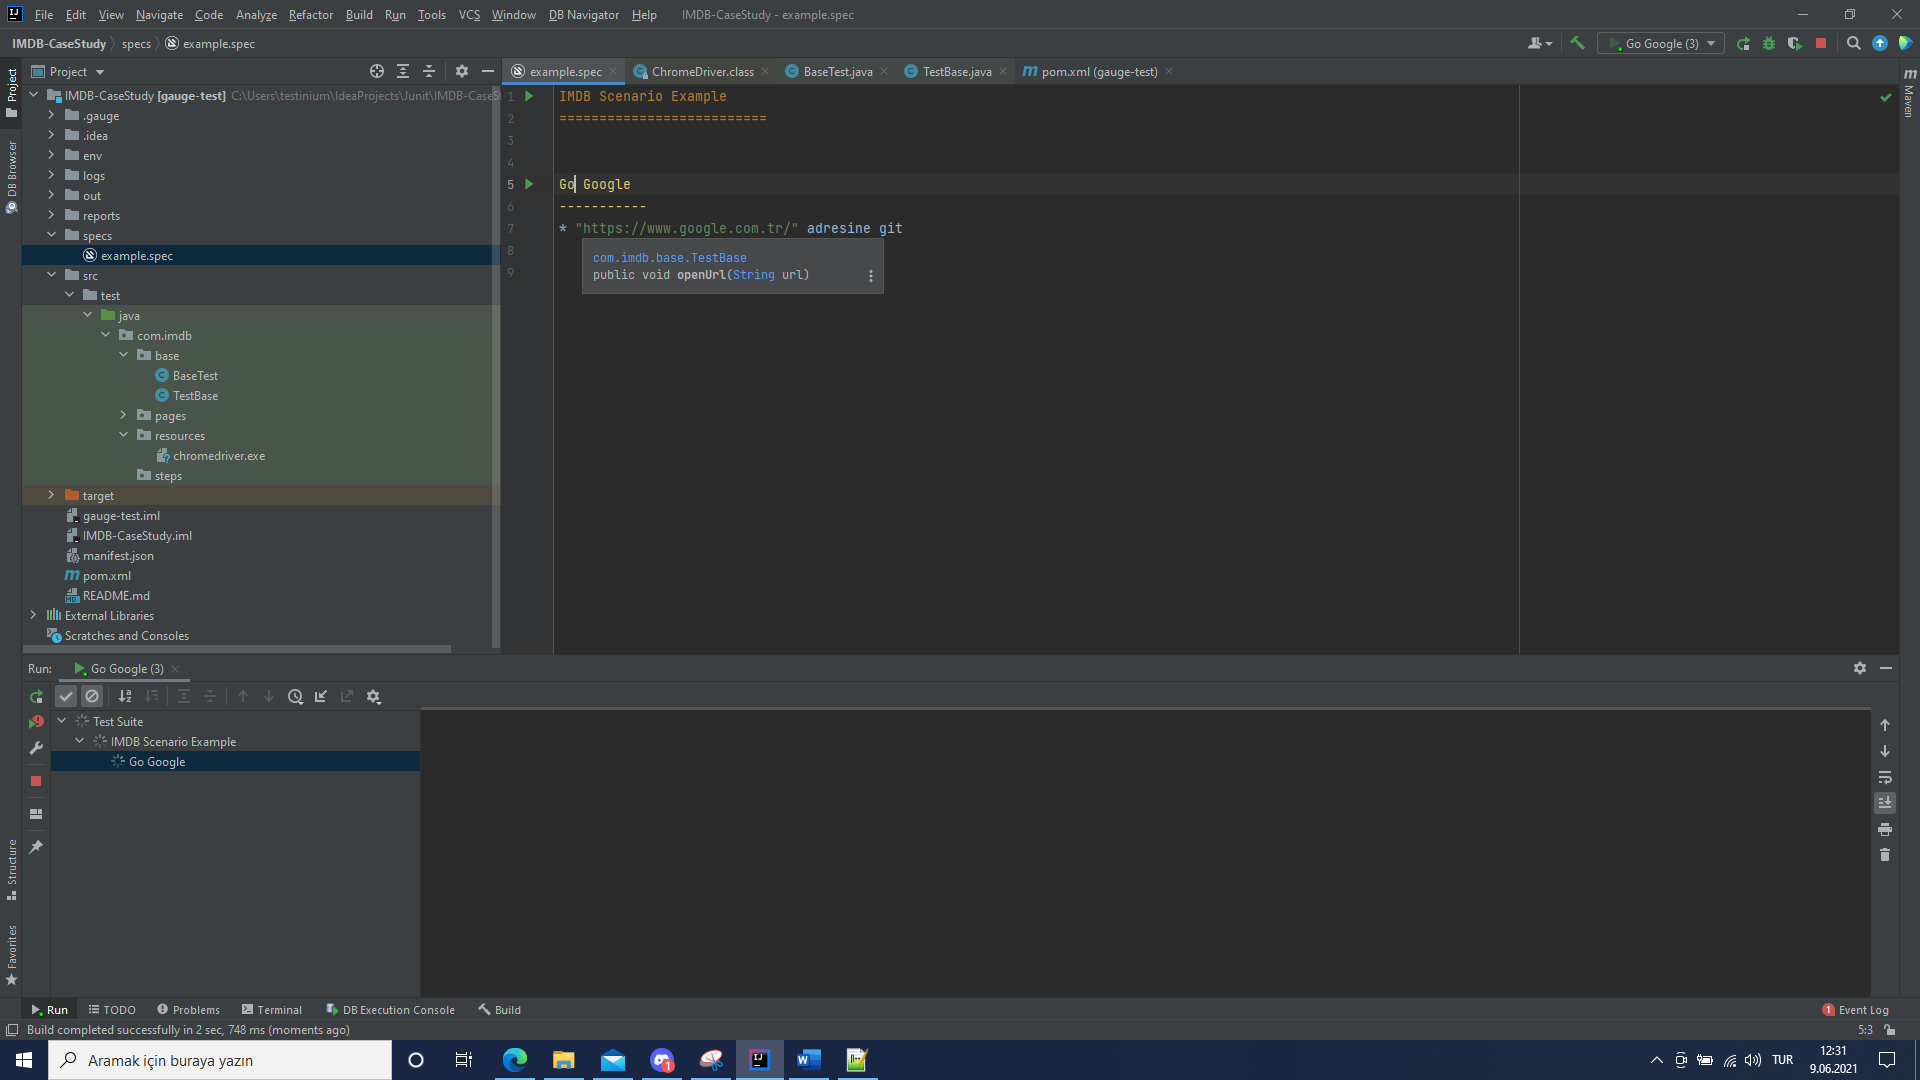 File Edit View Navigate Code Analyze Refactor Build Run Tools VCS Window DB Navigator Help IMDB-CaseStudy - example.spec
IMDB-CaseStudy specs example.spec
Go Google (3)
Project
example.spec ChromeDriver.class BaseTest.java TestBase.java pom.xml (gauge-test)
Project
DB Browser
Structure
Favorites
Maven
IMDB-CaseStudy [gauge-test] C:\Users\testinium\IdeaProjects\Junit\IMDB-CaseS
.gauge
.idea
env
logs
out
reports
specs
example.spec
src
test
java
com.imdb
base
BaseTest
TestBase
pages
resources
chromedriver.exe
steps
target
gauge-test.iml
IMDB-CaseStudy.iml
manifest.json
pom.xml
README.md
External Libraries
Scratches and Consoles
1 IMDB Scenario Example
2 ==========================
3
4
5 Go Google
6 -----------
7 * "https://www.google.com.tr/" adresine git
8
9
com.imdb.base.TestBase
public void openUrl(String url)
Run: Go Google (3)
Test Suite
IMDB Scenario Example
Go Google
Run TODO Problems Terminal DB Execution Console Build
1 Event Log
Build completed successfully in 2 sec, 748 ms (moments ago)
5:3
Aramak için buraya yazın
1
TUR
12:31
9.06.2021